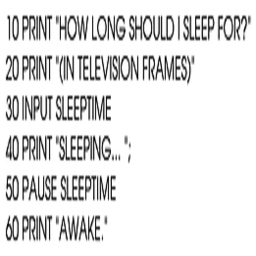 10 PRINT "HOW LONG SHOULD I SLEEP FOR?"
20 PRINT "(IN TELEVISION FRAMES)"
30 INPUT SLEEPTIME
40 PRINT "SLEEPING... ";
50 PAUSE SLEEPTIME
60 PRINT "AWAKE."